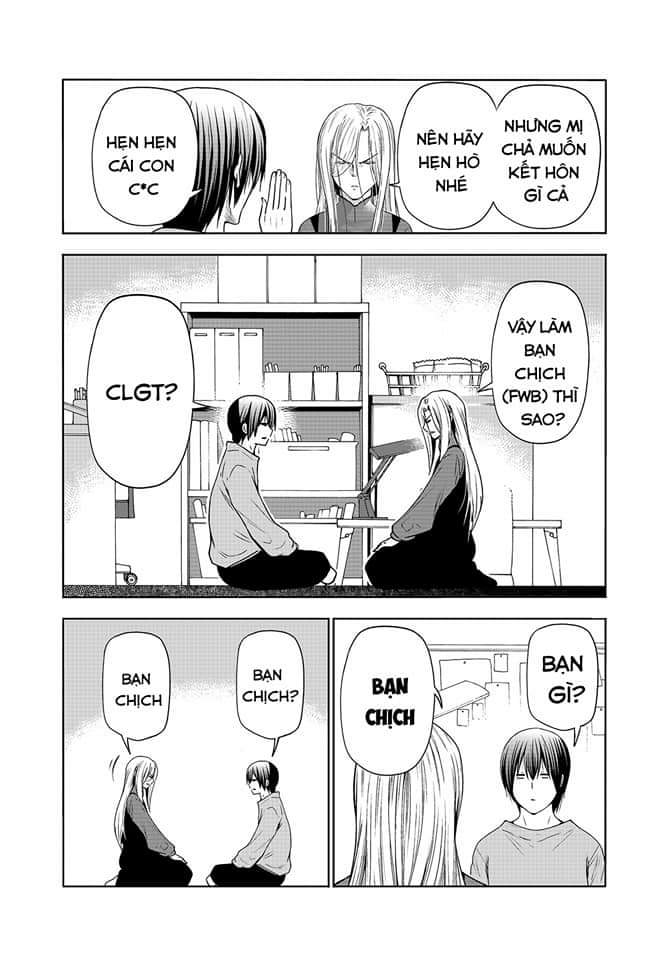 NHƯNG MỊ
CHẢ MUỐN
KẾT HÔN
GÌ CẢ
NÊN HÃY
HẸN HÒ
NHÉ
HẸN HẸN
CÁI CON
C*C
VẬY LÀM
BẠN
CHỊCH
(FWB) THÌ
SAO?
CLGT?
BẠN
GÌ?
BẠN
CHỊCH
BẠN
CHỊCH?
BẠN
CHỊCH